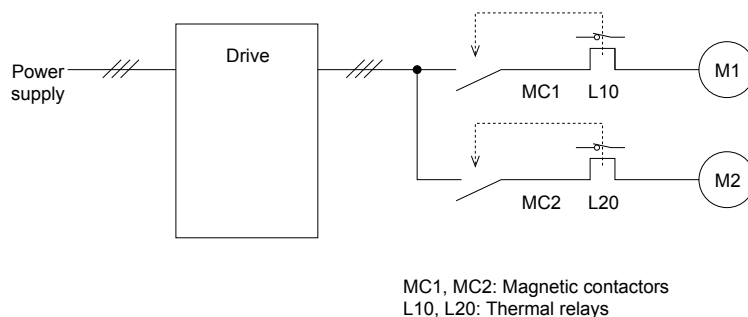 Power
supply
Drive
MC1
L10
M1
MC2
L20
M2
MC1, MC2: Magnetic contactors
L10, L20: Thermal relays